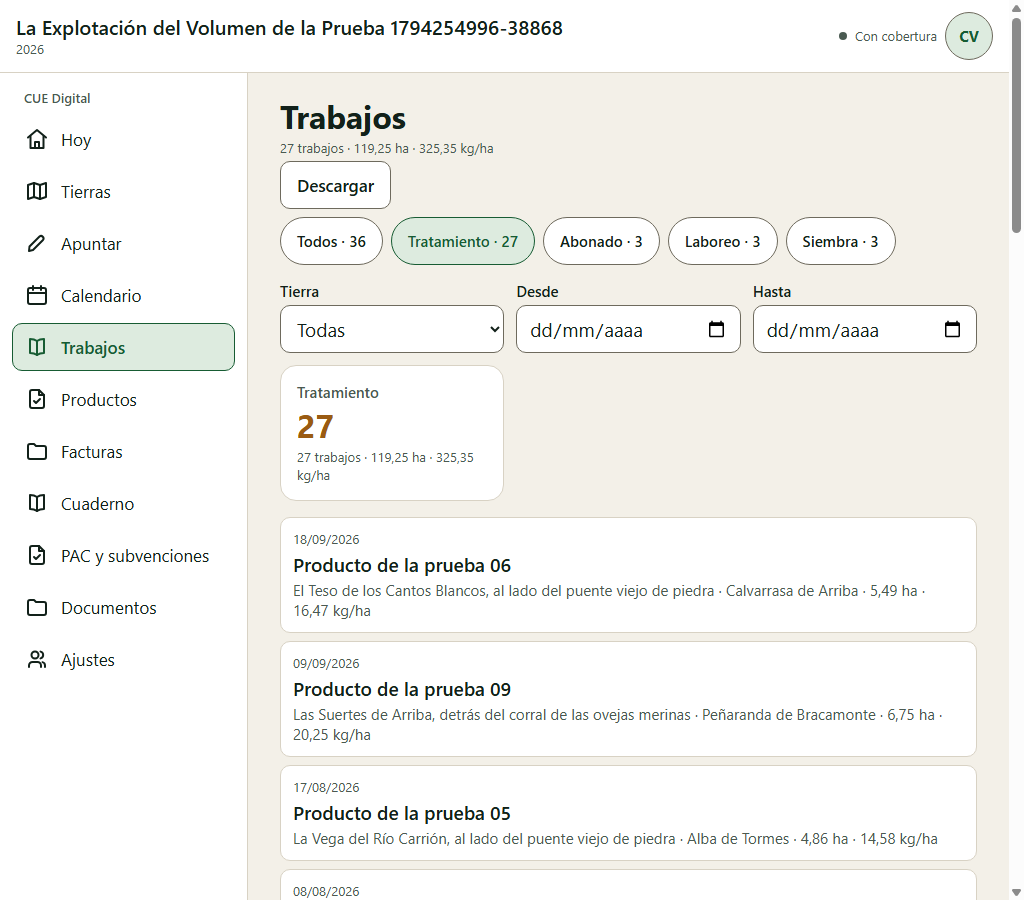 La Explotación del Volumen de la Prueba 1794254996-38868
2026
Con cobertura
CV
CUE Digital
Hoy
Tierras
Apuntar
Calendario
Trabajos
Productos
Facturas
Cuaderno
PAC y subvenciones
Documentos
Ajustes
Trabajos
27 trabajos · 119,25 ha · 325,35 kg/ha
Descargar
Todos · 36
Tratamiento · 27
Abonado · 3
Laboreo · 3
Siembra · 3
Tierra
Desde
Hasta
Todas
dd/mm/aaaa
dd/mm/aaaa
Tratamiento
27
27 trabajos · 119,25 ha · 325,35
kg/ha
18/09/2026
Producto de la prueba 06
El Teso de los Cantos Blancos, al lado del puente viejo de piedra · Calvarrasa de Arriba · 5,49 ha ·
16,47 kg/ha
09/09/2026
Producto de la prueba 09
Las Suertes de Arriba, detrás del corral de las ovejas merinas · Peñaranda de Bracamonte · 6,75 ha ·
20,25 kg/ha
17/08/2026
Producto de la prueba 05
La Vega del Río Carrión, al lado del puente viejo de piedra · Alba de Tormes · 4,86 ha · 14,58 kg/ha
08/08/2026